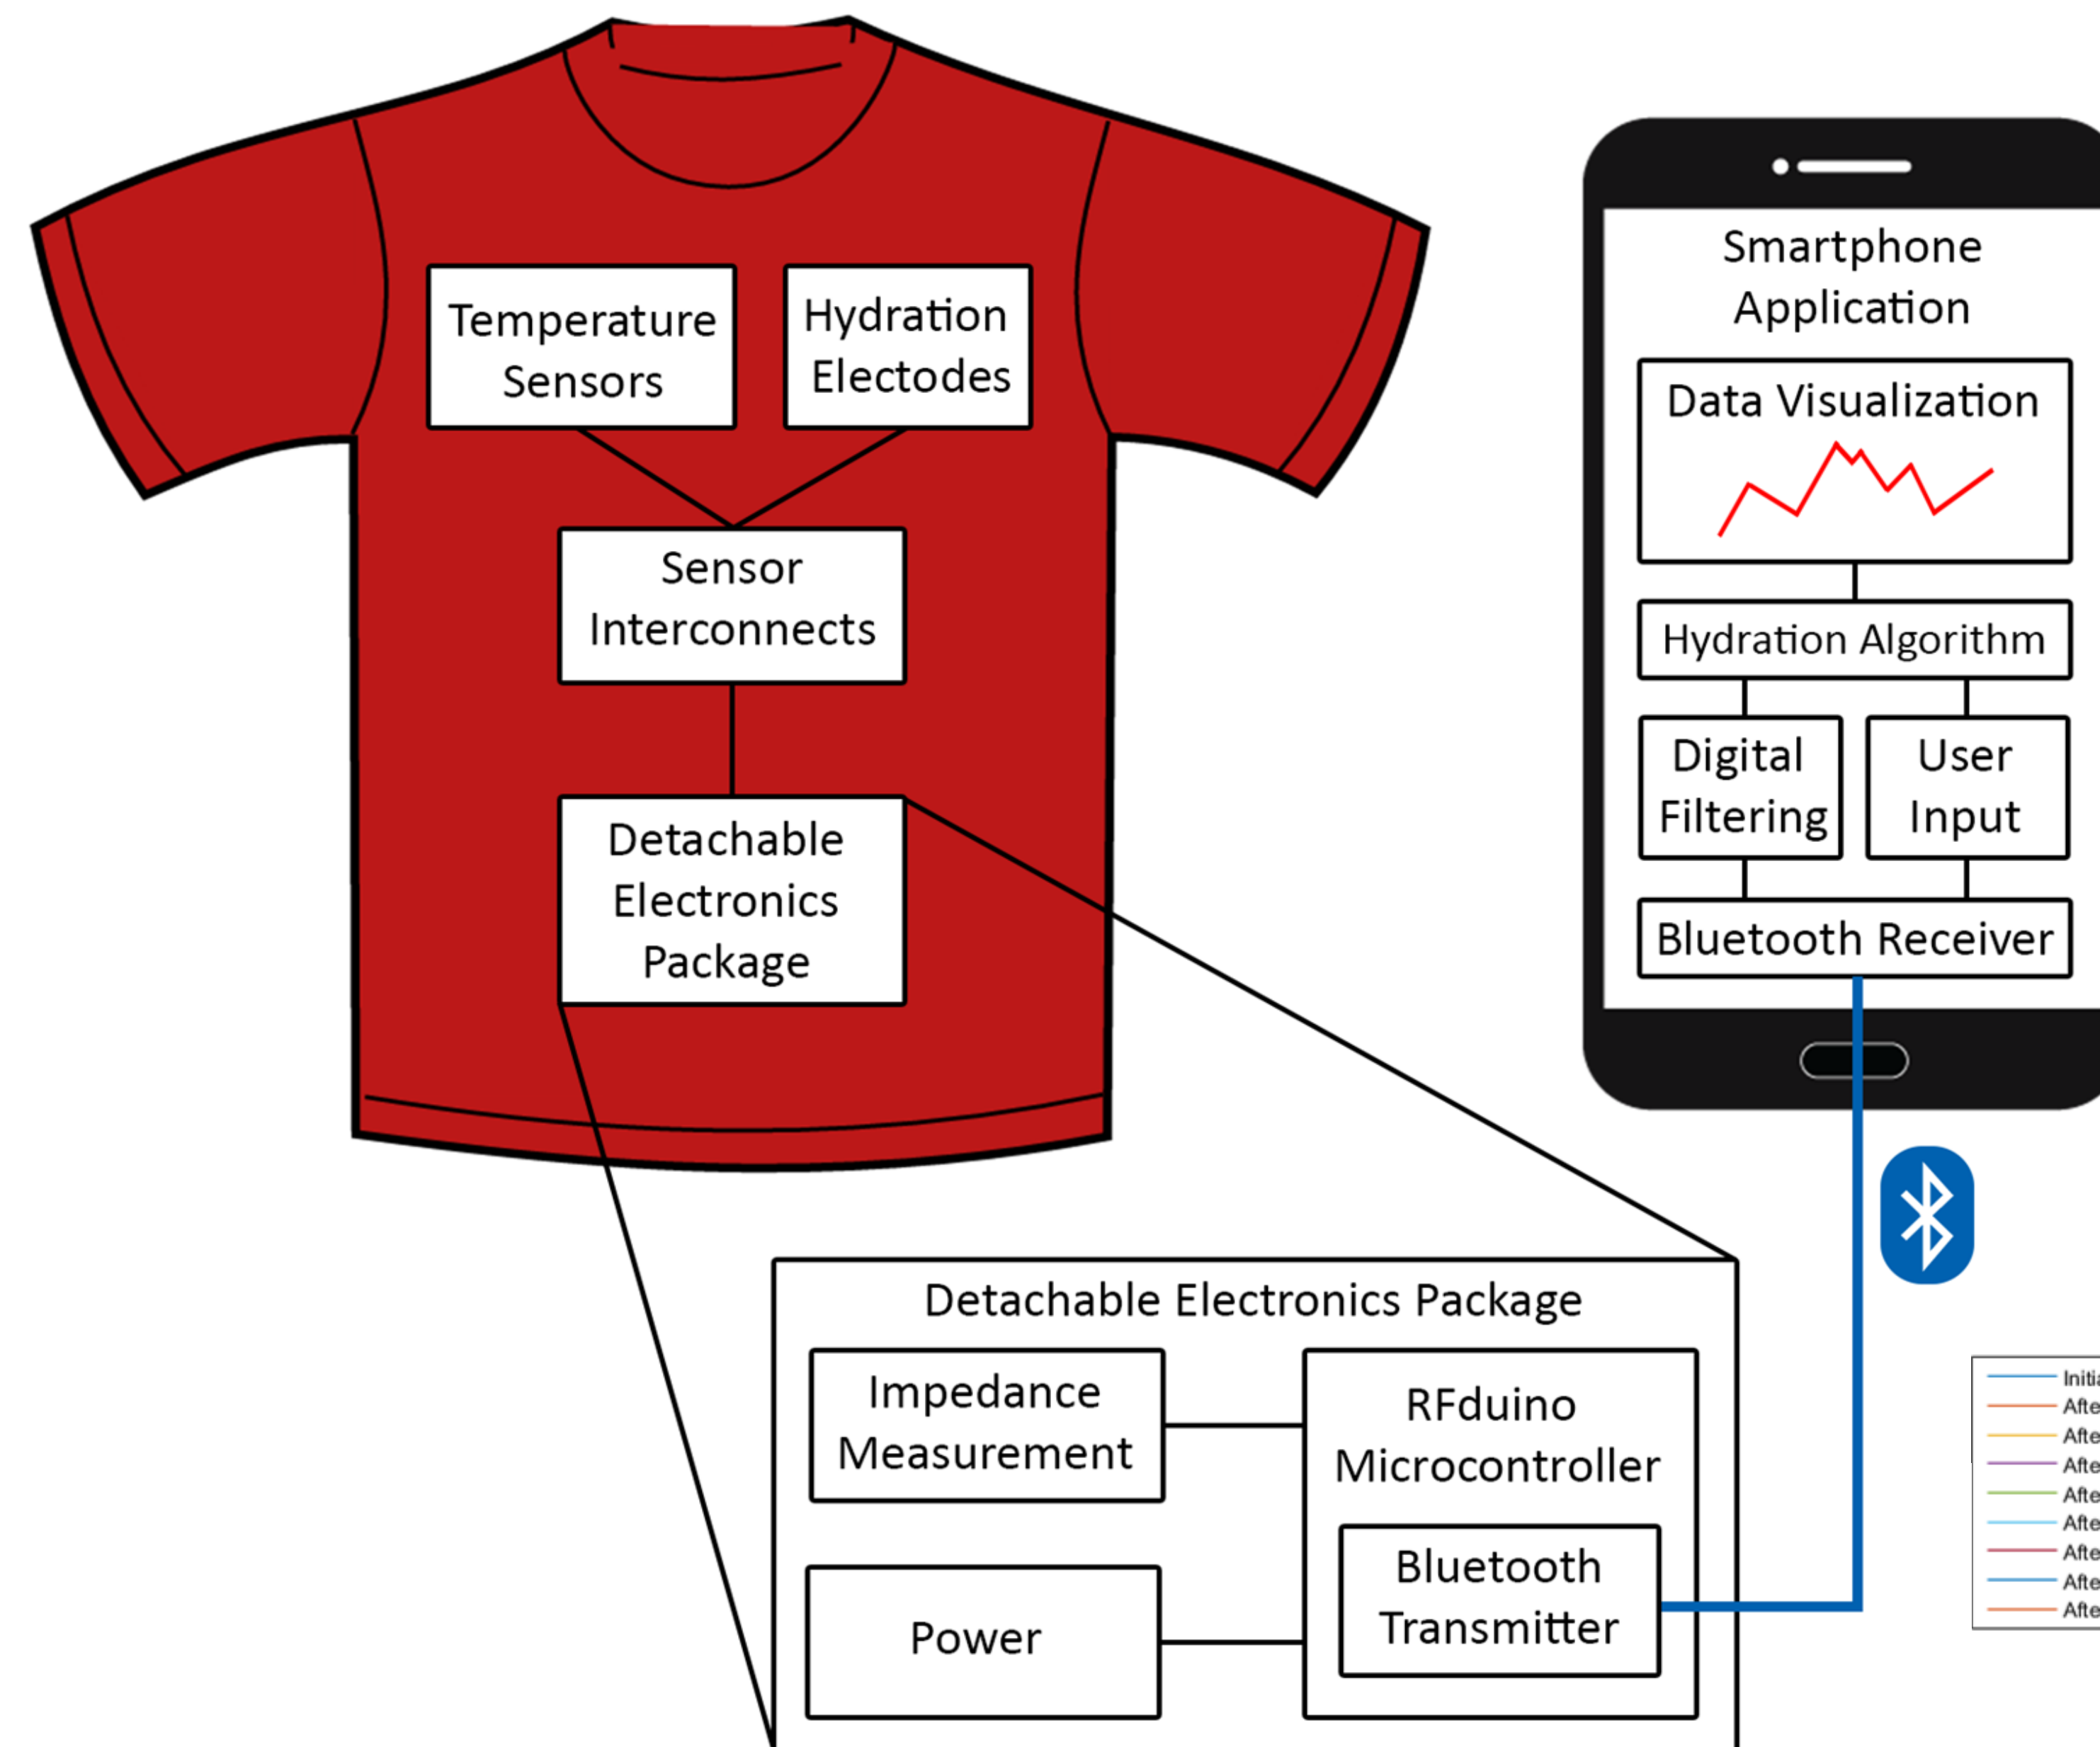 Temperature
Sensors
Hydration
Electodes
Sensor
Interconnects
Detachable
Electronics
Package
Smartphone
Application
Data Visualization
Hydration Algorithm
Digital
Filtering
User
Input
Bluetooth Receiver
Detachable Electronics Package
Impedance
Measurement
RFduino
Microcontroller
Bluetooth
Transmitter
Power